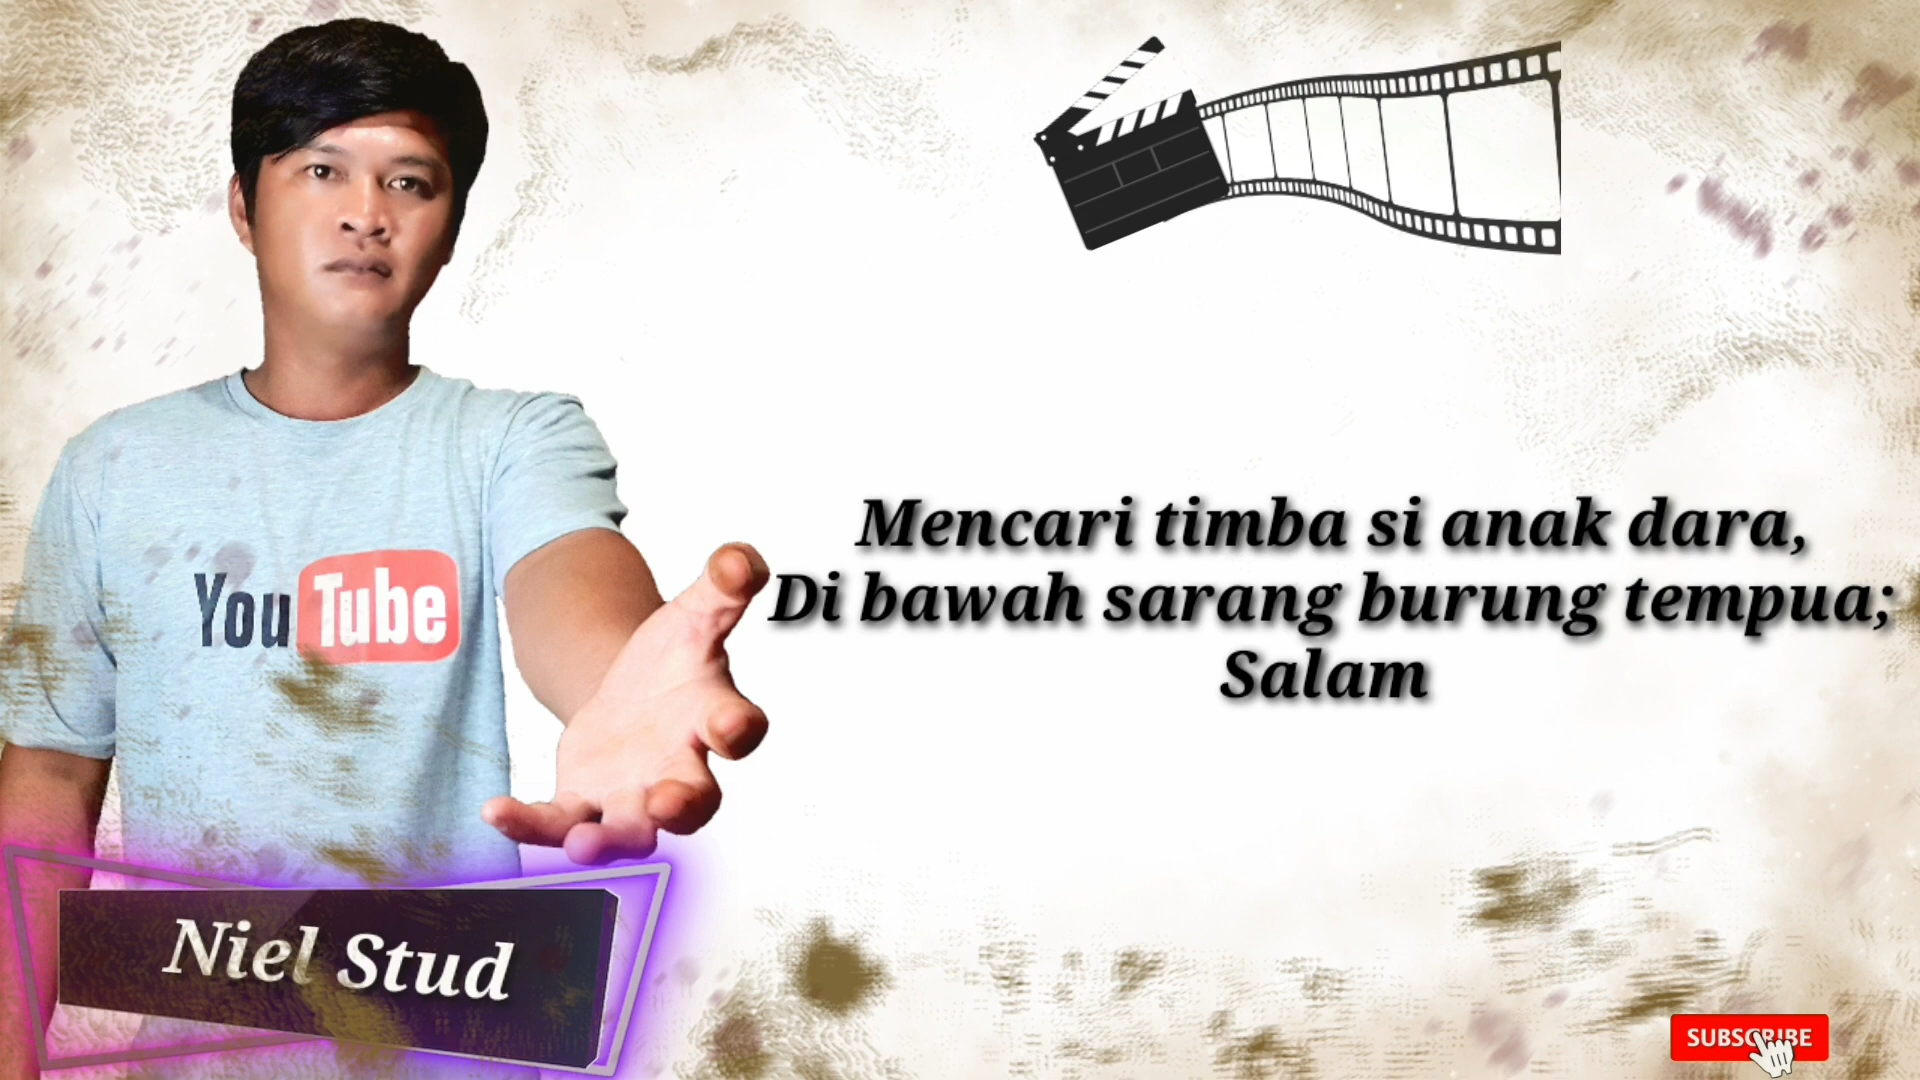 Mencari timba si anak dara,
Di bawah sarang burung tempua;
Salam
YouTube
Niel Stud
SUBSCRIBE